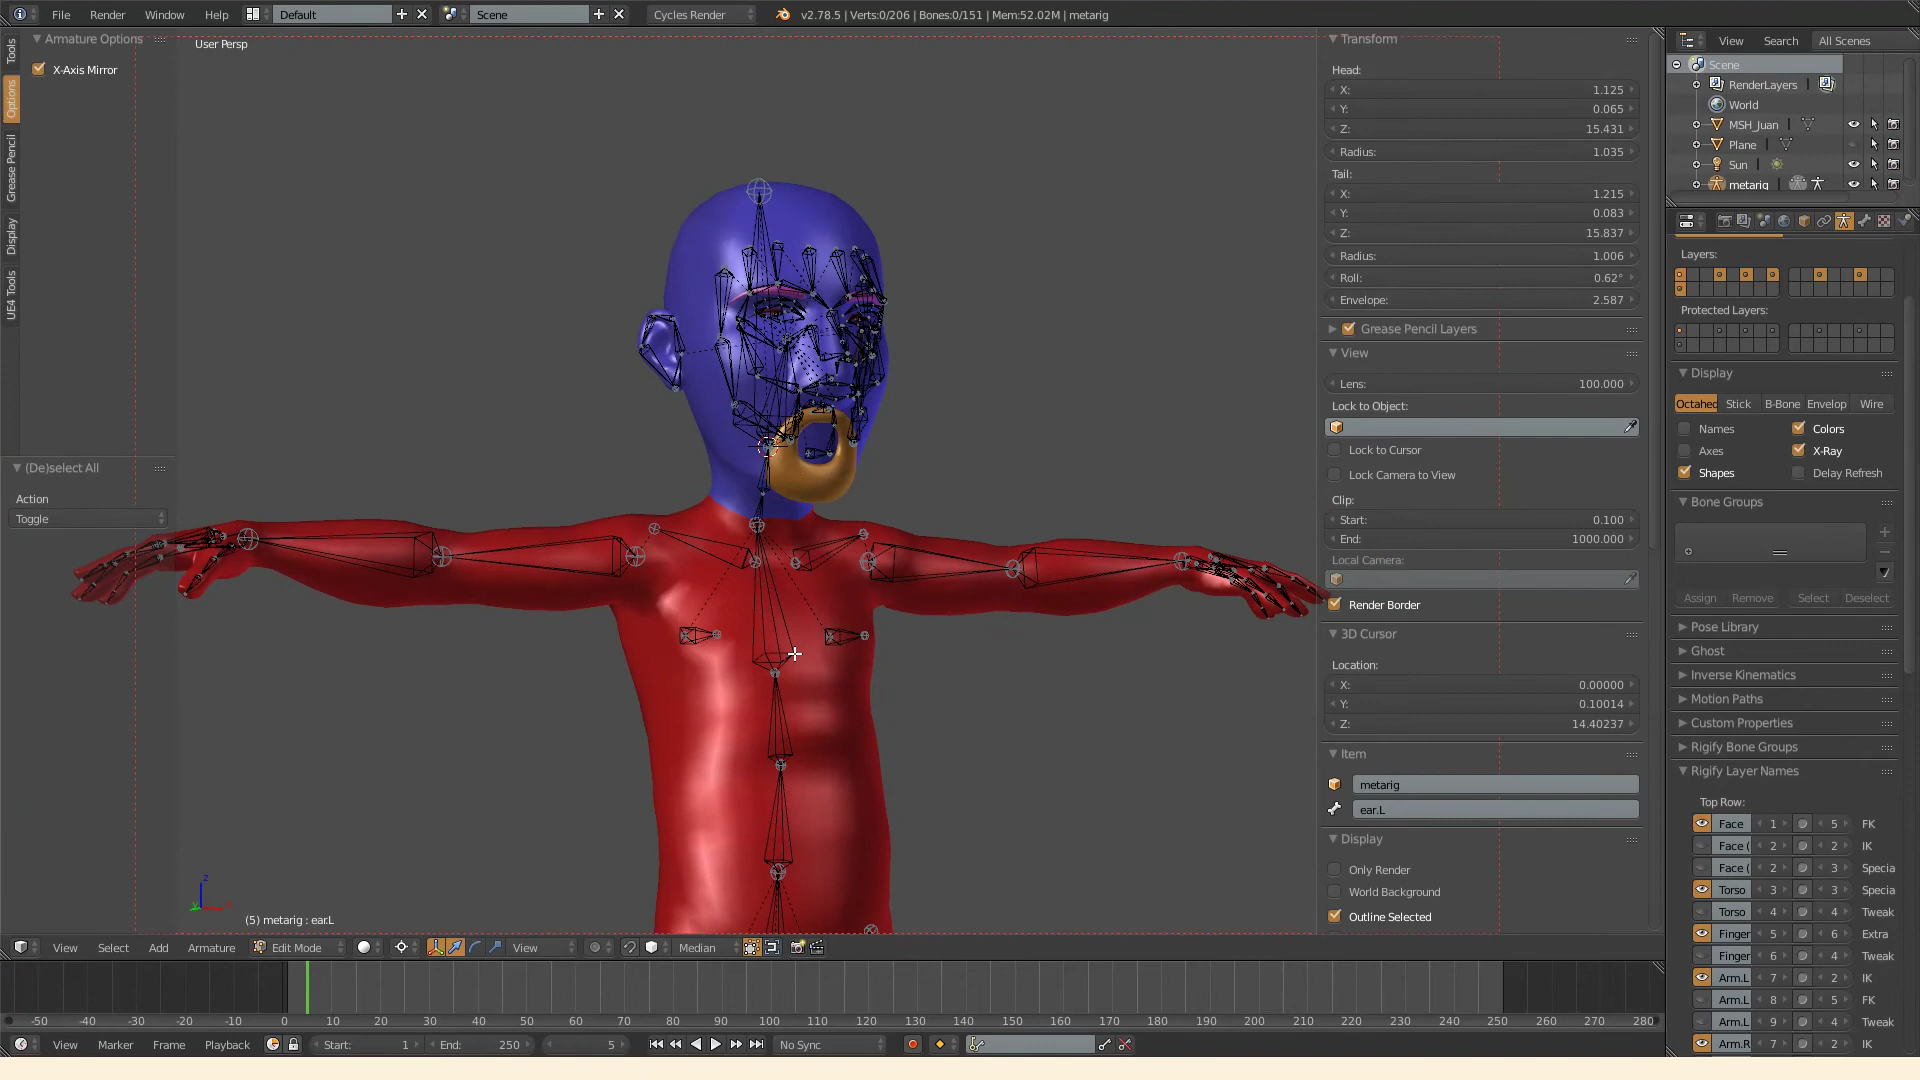 File Render Window Help Default Scene Cycles Render v2.78.5 | Verts:0/206 | Bones:0/151 | Mem:52.02M | metarig
Tools
Options
Grease Pencil
Display
UE4 Tools
Armature Options
X-Axis Mirror
(De)select All
Action
Toggle
User Persp
z
y
(5) metarig : ear.L
Transform
Head:
X: 1.125
Y: 0.065
Z: 15.431
Radius: 1.035
Tail:
X: 1.215
Y: 0.083
Z: 15.837
Radius: 1.006
Roll: 0.62°
Envelope: 2.587
Grease Pencil Layers
View
Lens: 100.000
Lock to Object:
Lock to Cursor
Lock Camera to View
Clip:
Start: 0.100
End: 1000.000
Local Camera:
Render Border
3D Cursor
Location:
X: 0.00000
Y: 0.10014
Z: 14.40237
Item
metarig
ear.L
Display
Only Render
World Background
Outline Selected
View Search All Scenes
Scene
RenderLayers
World
MSH_Juan
Plane
Sun
metarig
Layers:
Protected Layers:
Display
Octahed Stick B-Bone Envelop Wire
Names Colors
Axes X-Ray
Shapes Delay Refresh
Bone Groups
Assign Remove Select Deselect
Pose Library
Ghost
Inverse Kinematics
Motion Paths
Custom Properties
Rigify Bone Groups
Rigify Layer Names
Top Row:
Face 1 5 FK
Face ( 2 2 IK
Face ( 2 3 Specia
Torso 3 3 Specia
Torso 4 4 Tweak
Finger 5 6 Extra
Finger 6 4 Tweak
Arm.L 7 2 IK
Arm.L 8 5 FK
Arm.L 9 4 Tweak
Arm.R 7 2 IK
View Select Add Armature Edit Mode View Median
-50 -40 -30 -20 -10 0 10 20 30 40 50 60 70 80 90 100 110 120 130 140 150 160 170 180 190 200 210 220 230 240 250 260 270 280
View Marker Frame Playback Start: 1 End: 250 5 No Sync